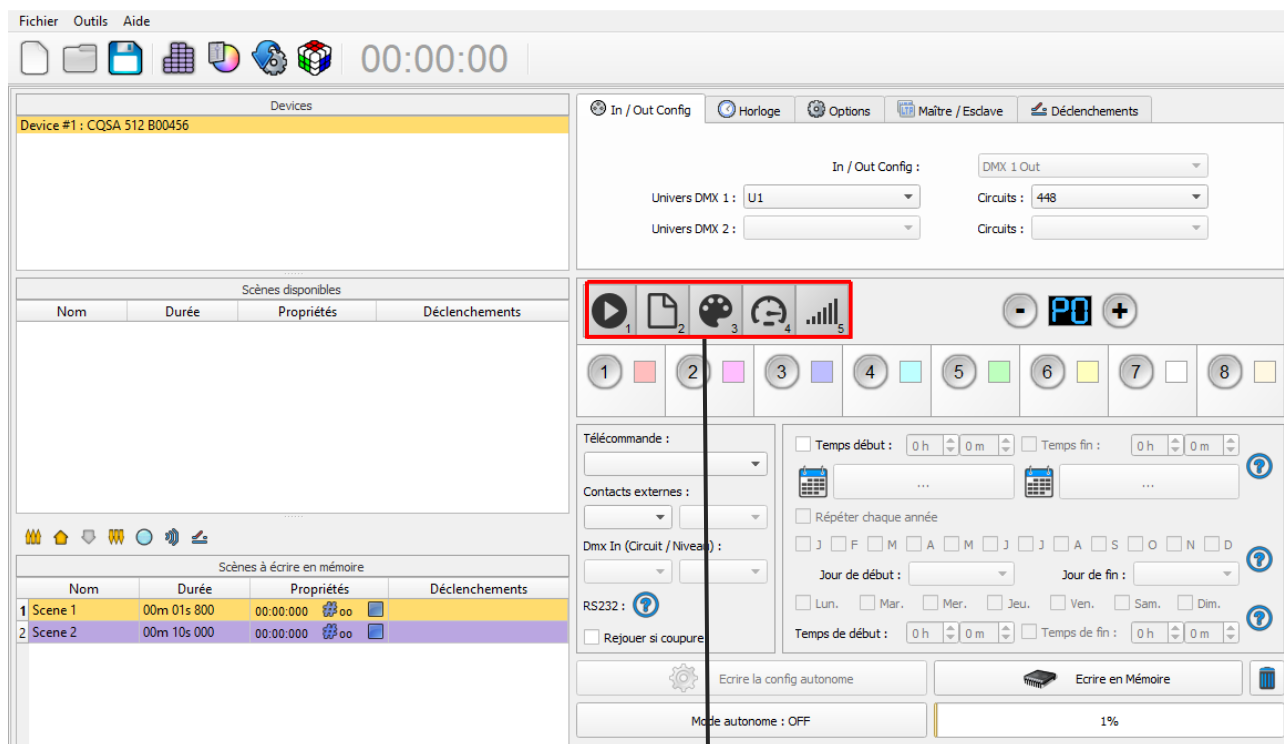 Fichier Outils Aide
00:00:00
Devices
Device #1 : CQSA 512 B00456
In / Out Config Horloge Options Maître / Esclave Déclenchements
In / Out Config : DMX 1 Out
Univers DMX 1 : U1 Circuits : 448
Univers DMX 2 : Circuits :
Scènes disponibles
Nom Durée Propriétés Déclenchements
1 2 3 4 5
- P0 +
1 2 3 4 5 6 7 8
Télécommande :
Contacts externes :
Dmx In (Circuit / Niveau) :
RS232 : ?
Rejouer si coupure
Temps début : 0 h 0 m Temps fin : 0 h 0 m ?
... ...
Répéter chaque année
J F M A M J J A S O N D ?
Jour de début : Jour de fin :
Lun. Mar. Mer. Jeu. Ven. Sam. Dim. ?
Temps de début : 0 h 0 m Temps de fin : 0 h 0 m
Scènes à écrire en mémoire
Nom Durée Propriétés Déclenchements
1 Scene 1 00m 01s 800 00:00:000 # oo
2 Scene 2 00m 10s 000 00:00:000 # oo
Ecrire la config autonome Ecrire en Mémoire
Mode autonome : OFF 1%